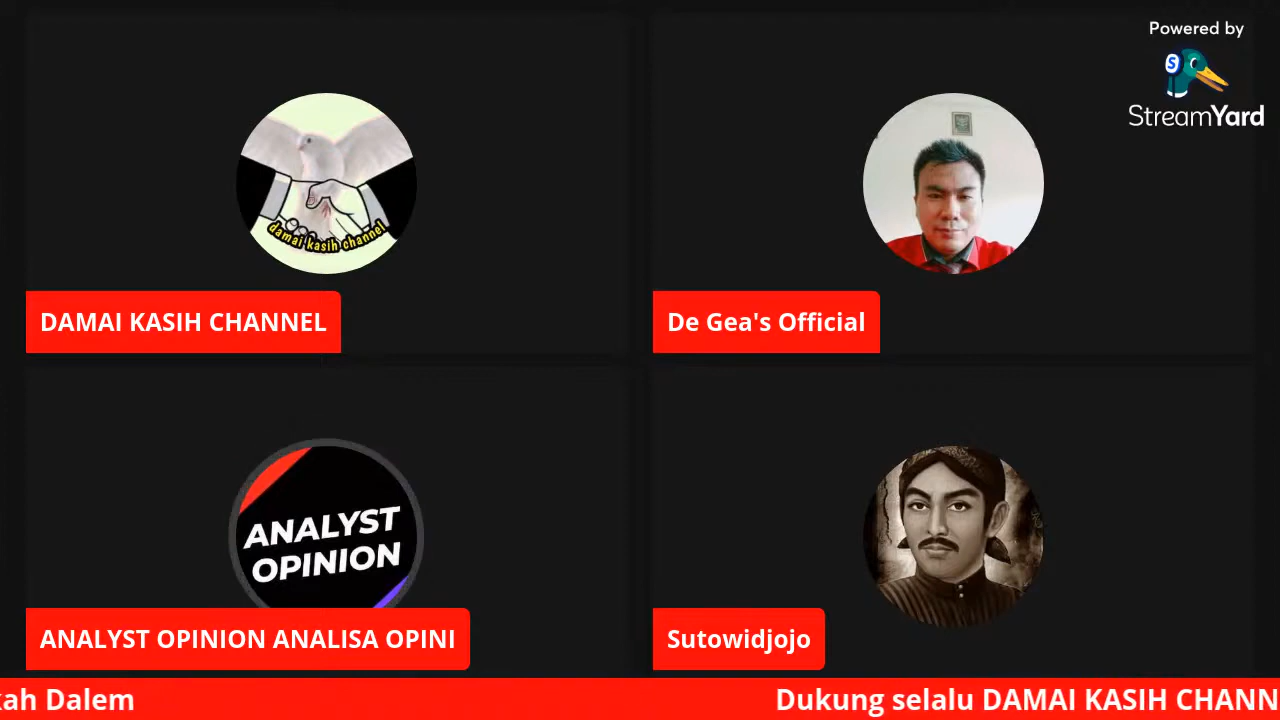 Powered by
StreamYard
damai kasih channel
DAMAI KASIH CHANNEL
De Gea's Official
ANALYST
OPINION
ANALYST OPINION ANALISA OPINI
Sutowidjojo
Dalem
Dukung selalu DAMAI KASIH